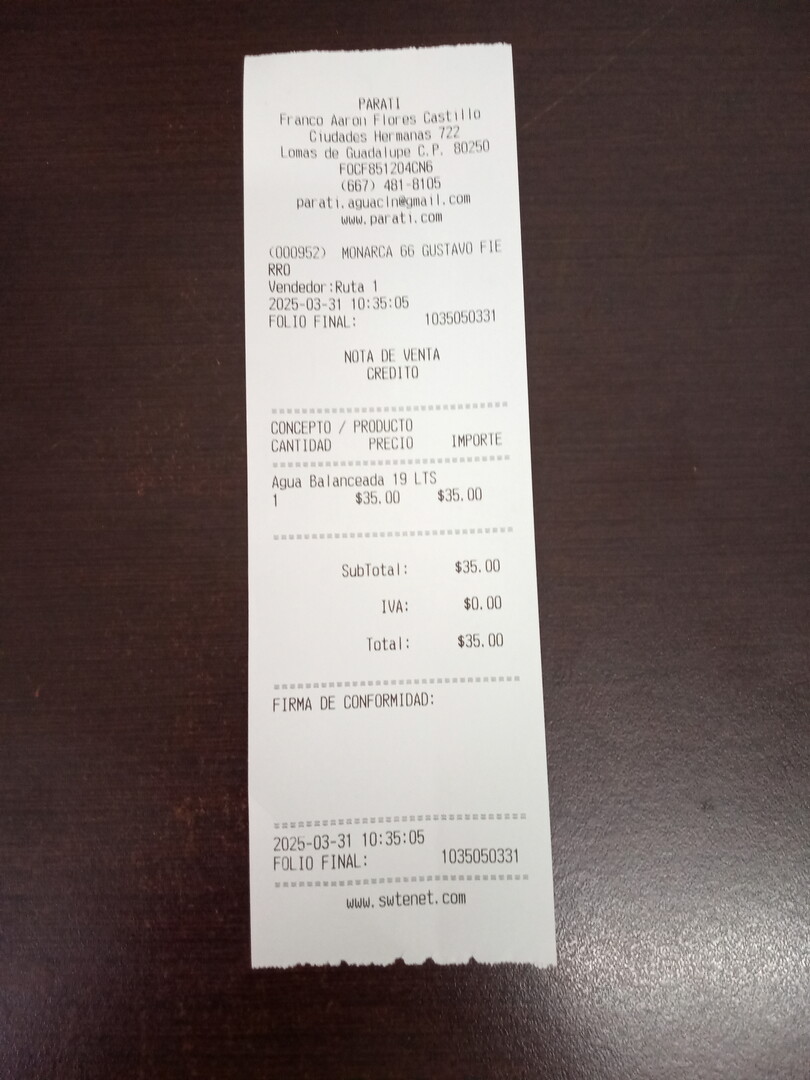 PARATI
Franco Aaron Flores Castillo
Ciudades Hermanas 722
Lomas de Guadalupe C.P. 80250
FOCF851204CN6
(667) 481-8105
parati.aguacln@gmail.com
www.parati.com
(000952) MONARCA 66 GUSTAVO FIE
RRO
Vendedor:Ruta 1
2025-03-31 10:35:05
FOLIO FINAL: 1035050331
NOTA DE VENTA
CREDITO
CONCEPTO / PRODUCTO
CANTIDAD PRECIO IMPORTE
Agua Balanceada 19 LTS
1 $35.00 $35.00
SubTotal: $35.00
IVA: $0.00
Total: $35.00
FIRMA DE CONFORMIDAD:
2025-03-31 10:35:05
FOLIO FINAL: 1035050331
www.swtenet.com